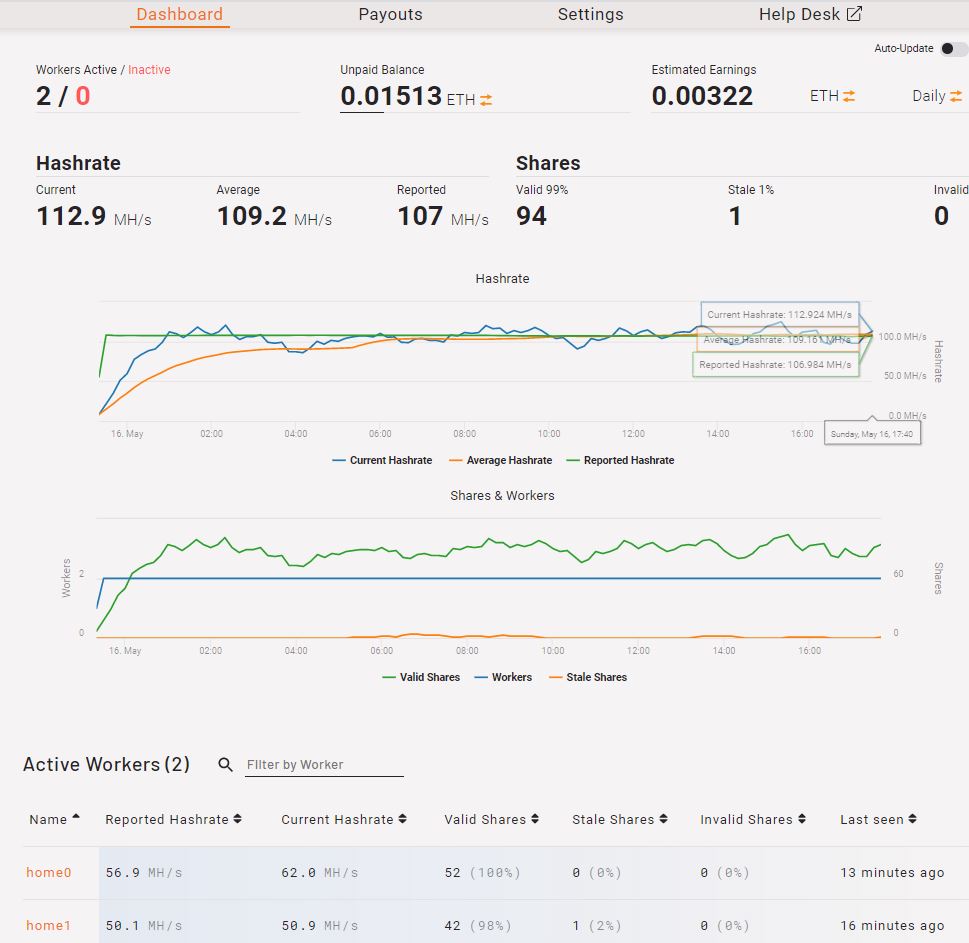 Dashboard Payouts Settings Help Desk
Auto-Update
Workers Active / Inactive Unpaid Balance Estimated Earnings
2 / 0 0.01513 ETH 0.00322 ETH Daily
Hashrate Shares
Current Average Reported Valid 99% Stale 1% Invalid
112.9 MH/s 109.2 MH/s 107 MH/s 94 1 0
Hashrate
Current Hashrate: 112.924 MH/s
Average Hashrate: 109.161 MH/s
100.0 MH/s
Reported Hashrate: 106.984 MH/s
50.0 MH/s
Hashrate
0.0 MH/s
16. May 02:00 04:00 06:00 08:00 10:00 12:00 14:00 16:00 Sunday, May 16, 17:40
Current Hashrate Average Hashrate Reported Hashrate
Shares & Workers
Workers
2 60
Shares
0 0
16. May 02:00 04:00 06:00 08:00 10:00 12:00 14:00 16:00
Valid Shares Workers Stale Shares
Active Workers (2) Filter by Worker
Name Reported Hashrate Current Hashrate Valid Shares Stale Shares Invalid Shares Last seen
home0 56.9 MH/s 62.0 MH/s 52 (100%) 0 (0%) 0 (0%) 13 minutes ago
home1 50.1 MH/s 50.9 MH/s 42 (98%) 1 (2%) 0 (0%) 16 minutes ago